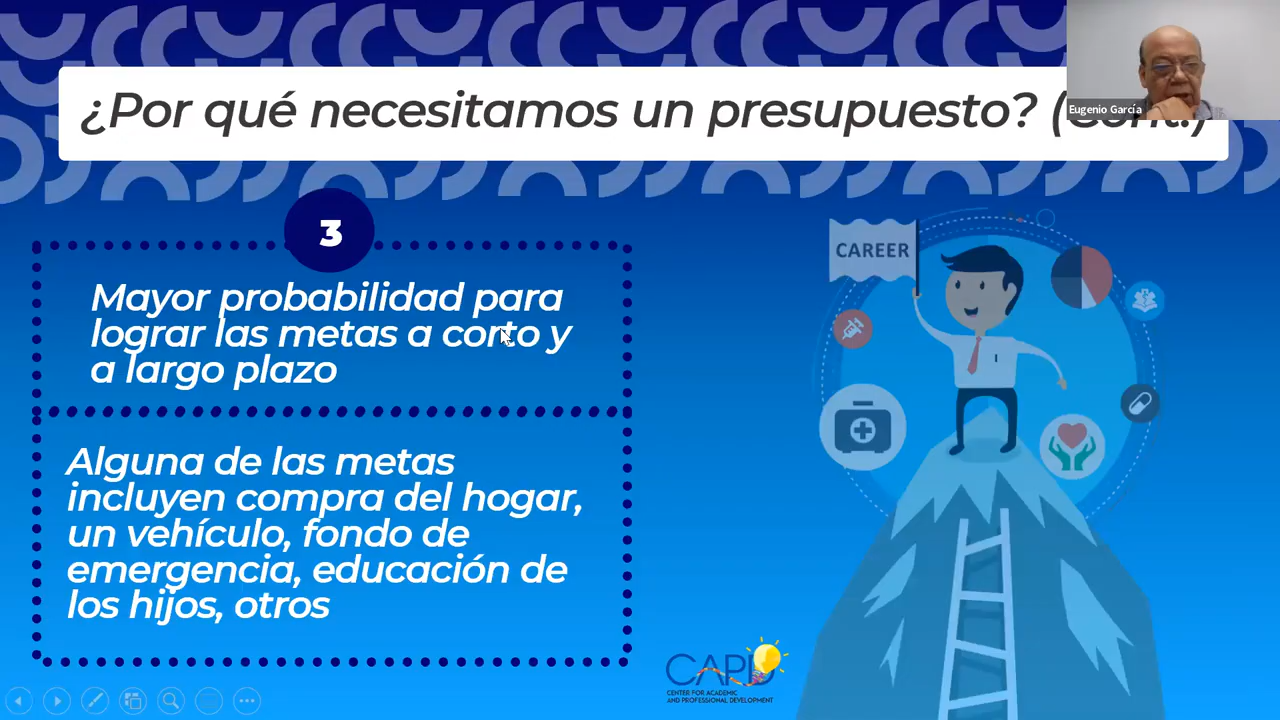 ¿Por qué necesitamos un presupuesto? (Cont.)
Eugenio García
3
Mayor probabilidad para
lograr las metas a corto y
a largo plazo
Alguna de las metas
incluyen compra del hogar,
un vehículo, fondo de
emergencia, educación de
los hijos, otros
CAREER
CAPD
CENTER FOR ACADEMIC
AND PROFESSIONAL DEVELOPMENT